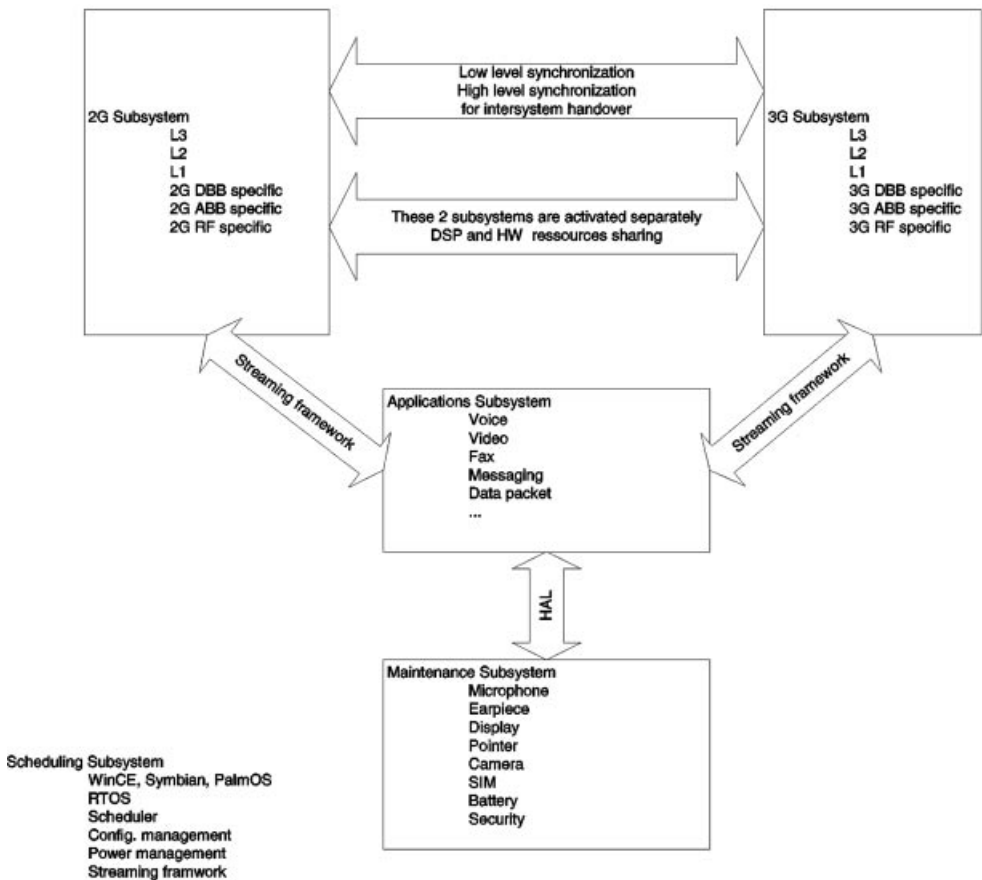 Low level synchronization
High level synchronization
for intersystem handover
2G Subsystem
L3
L2
L1
2G DBB specific
2G ABB specific
2G RF specific
3G Subsystem
L3
L2
L1
3G DBB specific
3G ABB specific
3G RF specific
These 2 subsystems are activated separately
DSP and HW ressources sharing
Streaming framework
Streaming framework
Applications Subsystem
Voice
Video
Fax
Messaging
Data packet
...
HAL
Maintenance Subsystem
Microphone
Earpiece
Display
Pointer
Camera
SIM
Battery
Security
Scheduling Subsystem
WinCE, Symbian, PalmOS
RTOS
Scheduler
Config. management
Power management
Streaming framwork